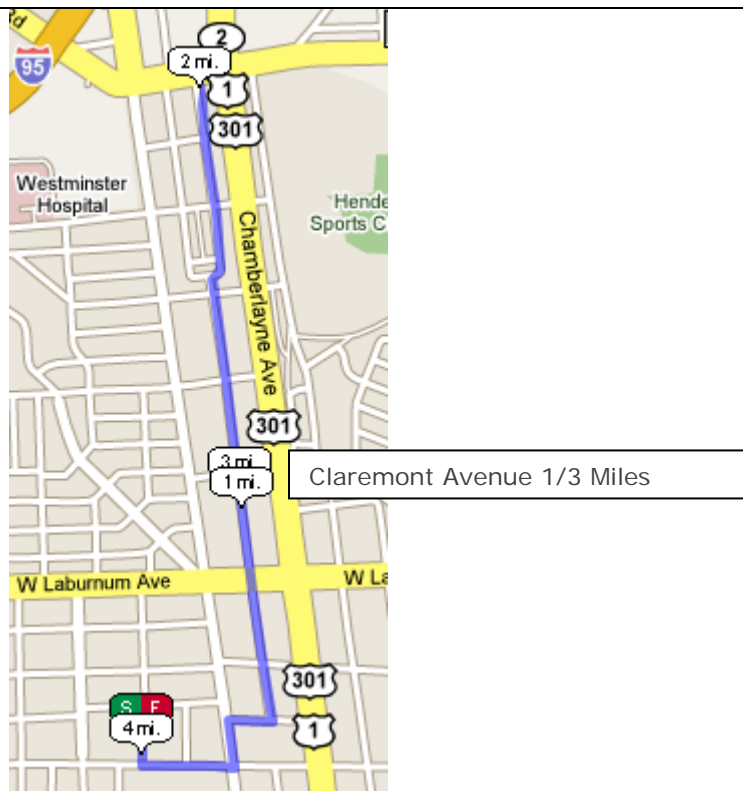 Rd
2
95
2 mi.
1
301
Westminster
Hospital
Hende
Sports C
Chamberlayne Ave
301
3 mi.
1 mi.
Claremont Avenue 1/3 Miles
W Laburnum Ave
W La
301
S F
4 mi.
1